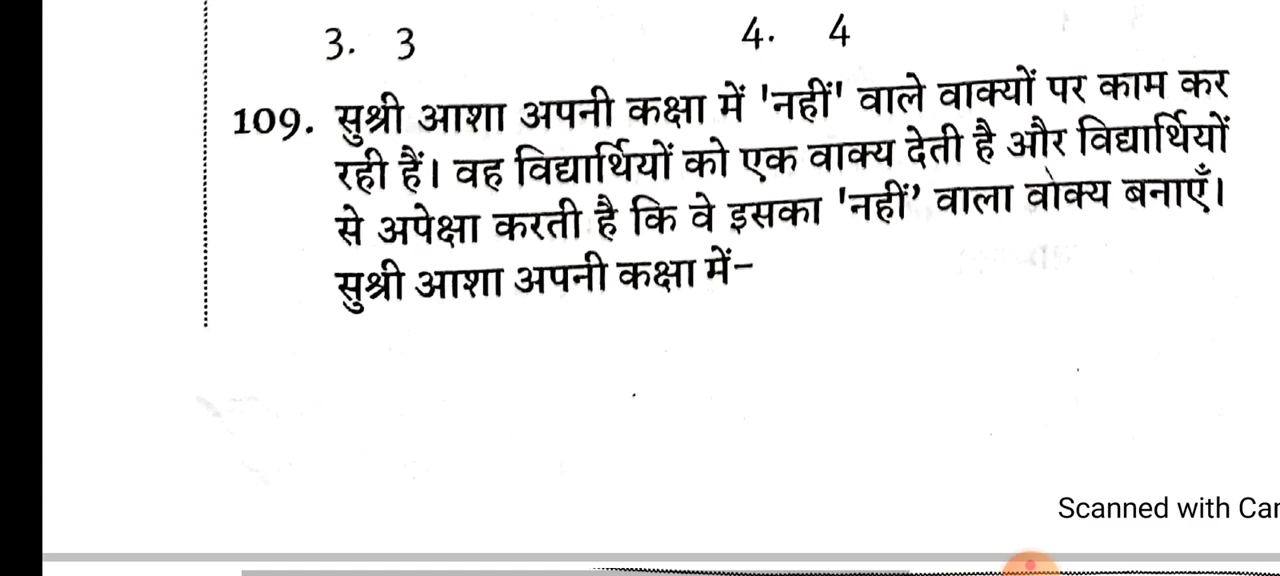 3. 3 4. 4
109. सुश्री आशा अपनी कक्षा में 'नहीं' वाले वाक्यों पर काम कर
रही हैं। वह विद्यार्थियों को एक वाक्य देती है और विद्यार्थियों
से अपेक्षा करती है कि वे इसका 'नहीं' वाला वाक्य बनाएँ।
सुश्री आशा अपनी कक्षा में–
Scanned with Car